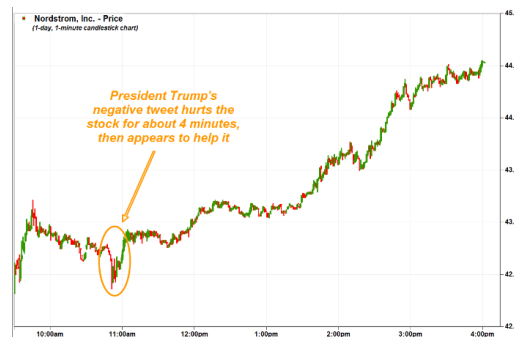 Nordstrom, Inc. - Price
(1-day, 1-minute candlestick chart)
President Trump's
negative tweet hurts the
stock for about 4 minutes,
then appears to help it
45.
44.
44.
43.
43.
42.
42.
10:00am 11:00am 12:00pm 1:00pm 2:00pm 3:00pm 4:00pm